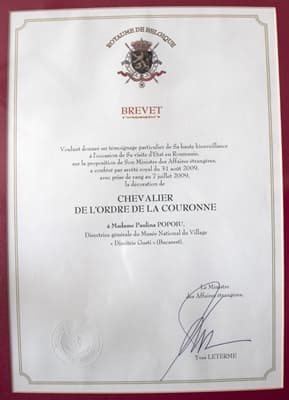 ROYAUME DE BELGIQUE
BREVET
Voulant donner un témoignage particulier de Sa haute bienveillance
à l'occasion de Sa visite d'Etat en Roumanie,
sur la proposition de Son Ministre des Affaires étrangères,
a conféré par arrêté royal du 31 août 2009,
avec prise de rang au 7 juillet 2009,
la décoration de
CHEVALIER
DE L'ORDRE DE LA COURONNE
à Madame Paulina POPOIU,
Directrice générale du Musée National du Village
« Dimitrie Gusti » (Bucarest).
Le Ministre
des Affaires étrangères,
Yves LETERME